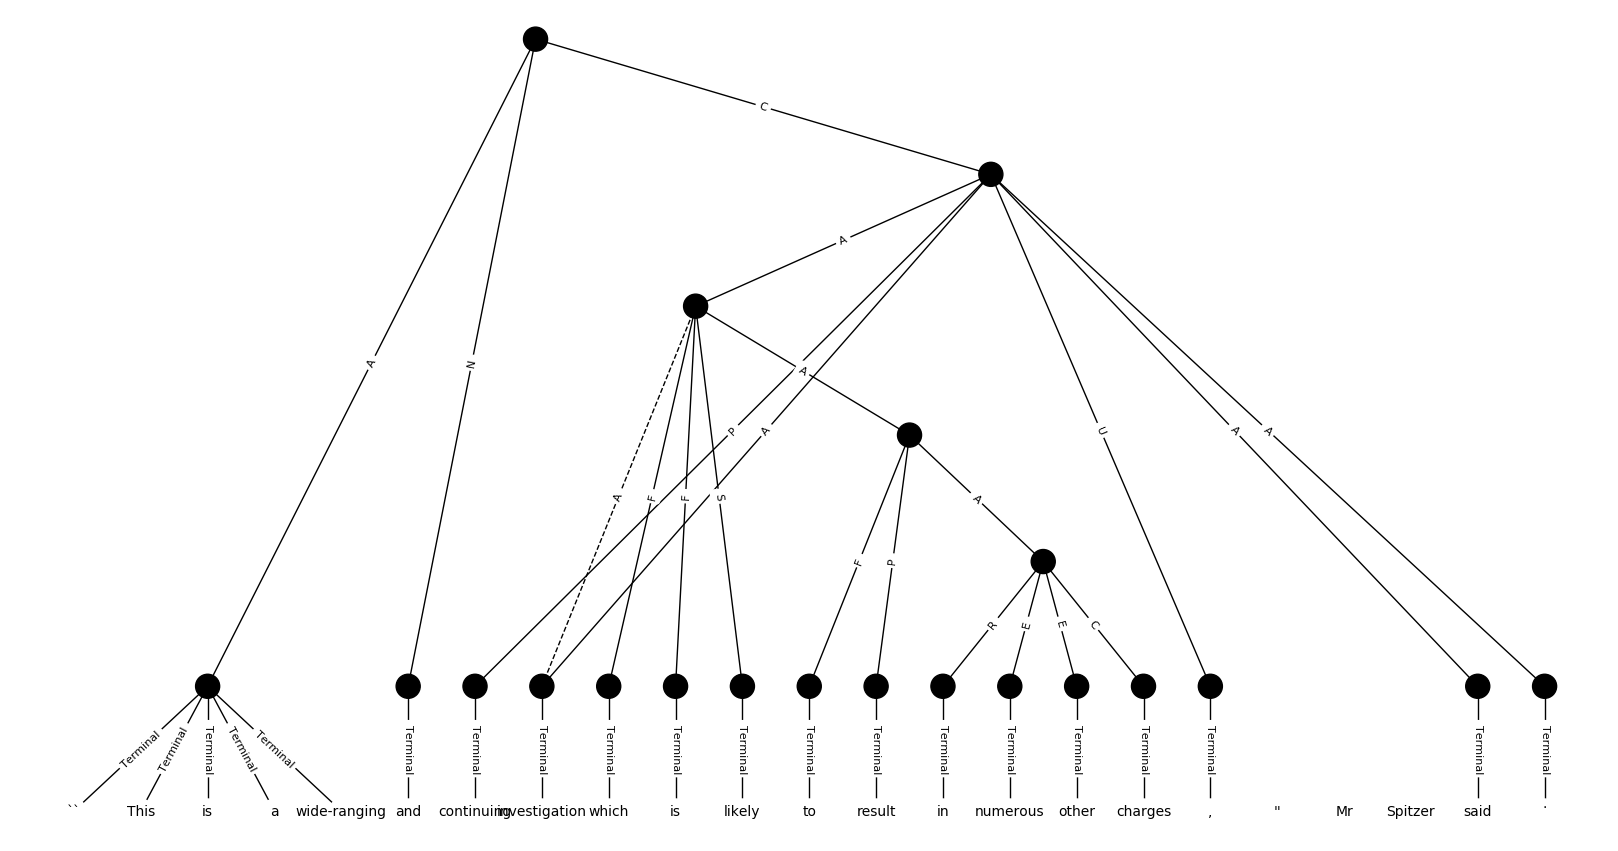 C
A
A N
A
P A U A A
A F F S A
F P
R E E C
Terminal Terminal Terminal Terminal Terminal Terminal Terminal Terminal Terminal Terminal Terminal Terminal Terminal Terminal Terminal Terminal Terminal Terminal Terminal Terminal
`` This is a wide-ranging and continuing investigation which is likely to result in numerous other charges , " Mr Spitzer said .